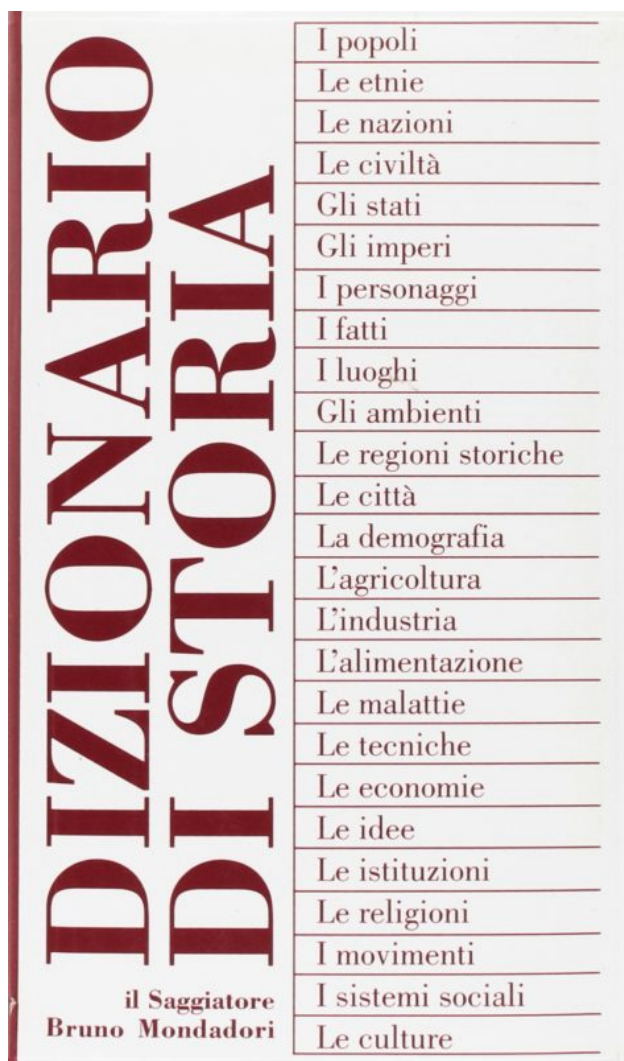 DIZIONARIO
DI STORIA
il Saggiatore
Bruno Mondadori
I popoli
Le etnie
Le nazioni
Le civiltà
Gli stati
Gli imperi
I personaggi
I fatti
I luoghi
Gli ambienti
Le regioni storiche
Le città
La demografia
L'agricoltura
L'industria
L'alimentazione
Le malattie
Le tecniche
Le economie
Le idee
Le istituzioni
Le religioni
I movimenti
I sistemi sociali
Le culture